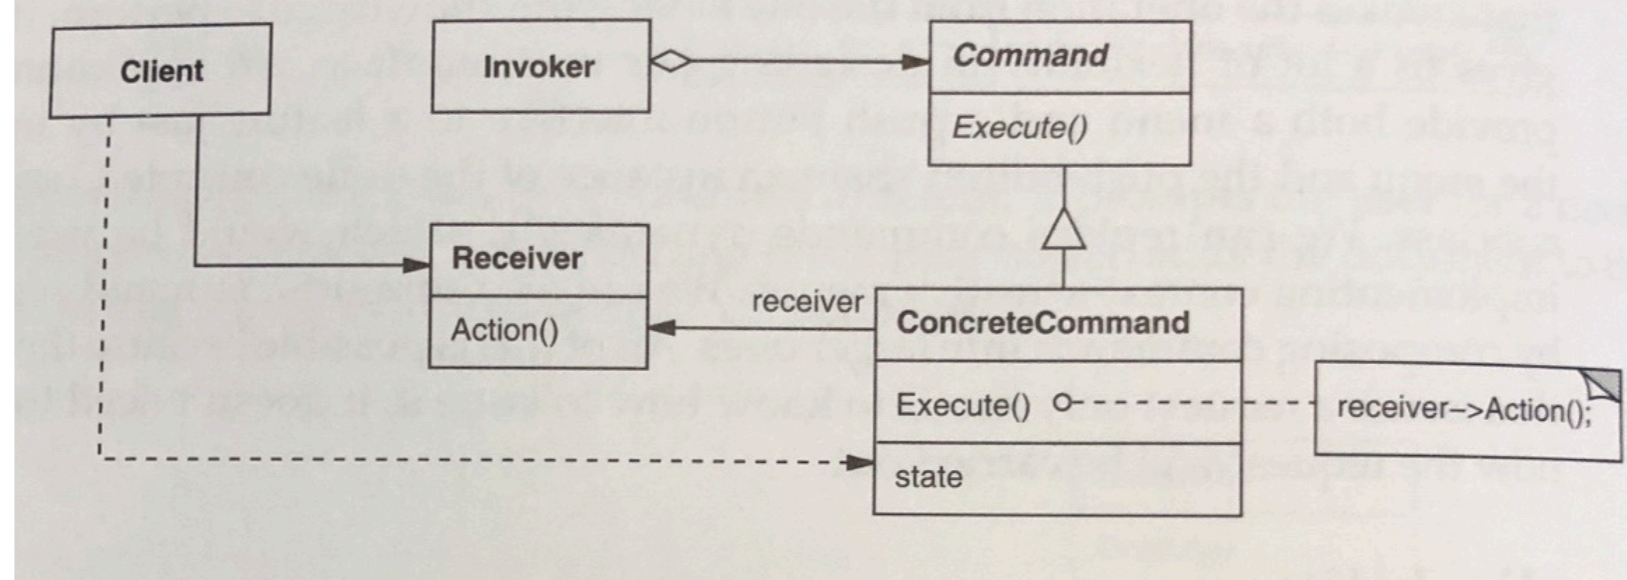 Client
Invoker
Command
Execute()
Receiver
Action()
receiver
ConcreteCommand
Execute()
receiver–>Action();
state